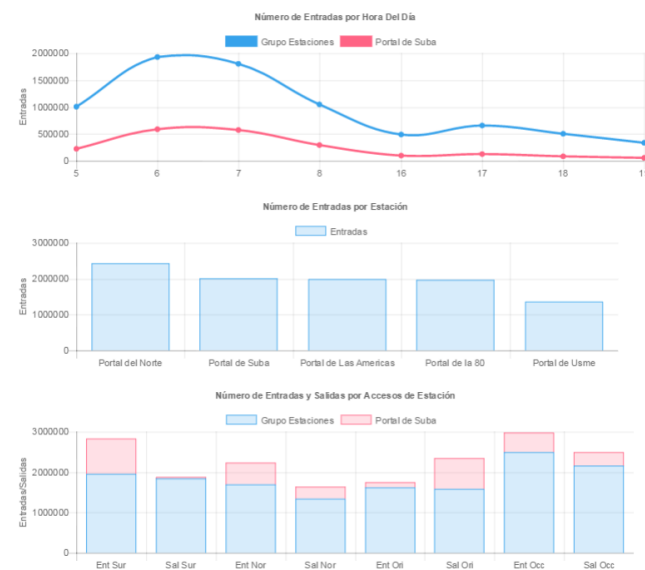 Número de Entradas por Hora Del Día
Grupo Estaciones Portal de Suba
Entradas
2000000
1500000
1000000
500000
0
5 6 7 8 16 17 18
Número de Entradas por Estación
Entradas
Entradas
3000000
2000000
1000000
0
Portal del Norte Portal de Suba Portal de Las Americas Portal de la 80 Portal de Usme
Número de Entradas y Salidas por Accesos de Estación
Grupo Estaciones Portal de Suba
Entradas/Salidas
3000000
2000000
1000000
0
Ent Sur Sal Sur Ent Nor Sal Nor Ent Ori Sal Ori Ent Occ Sal Occ